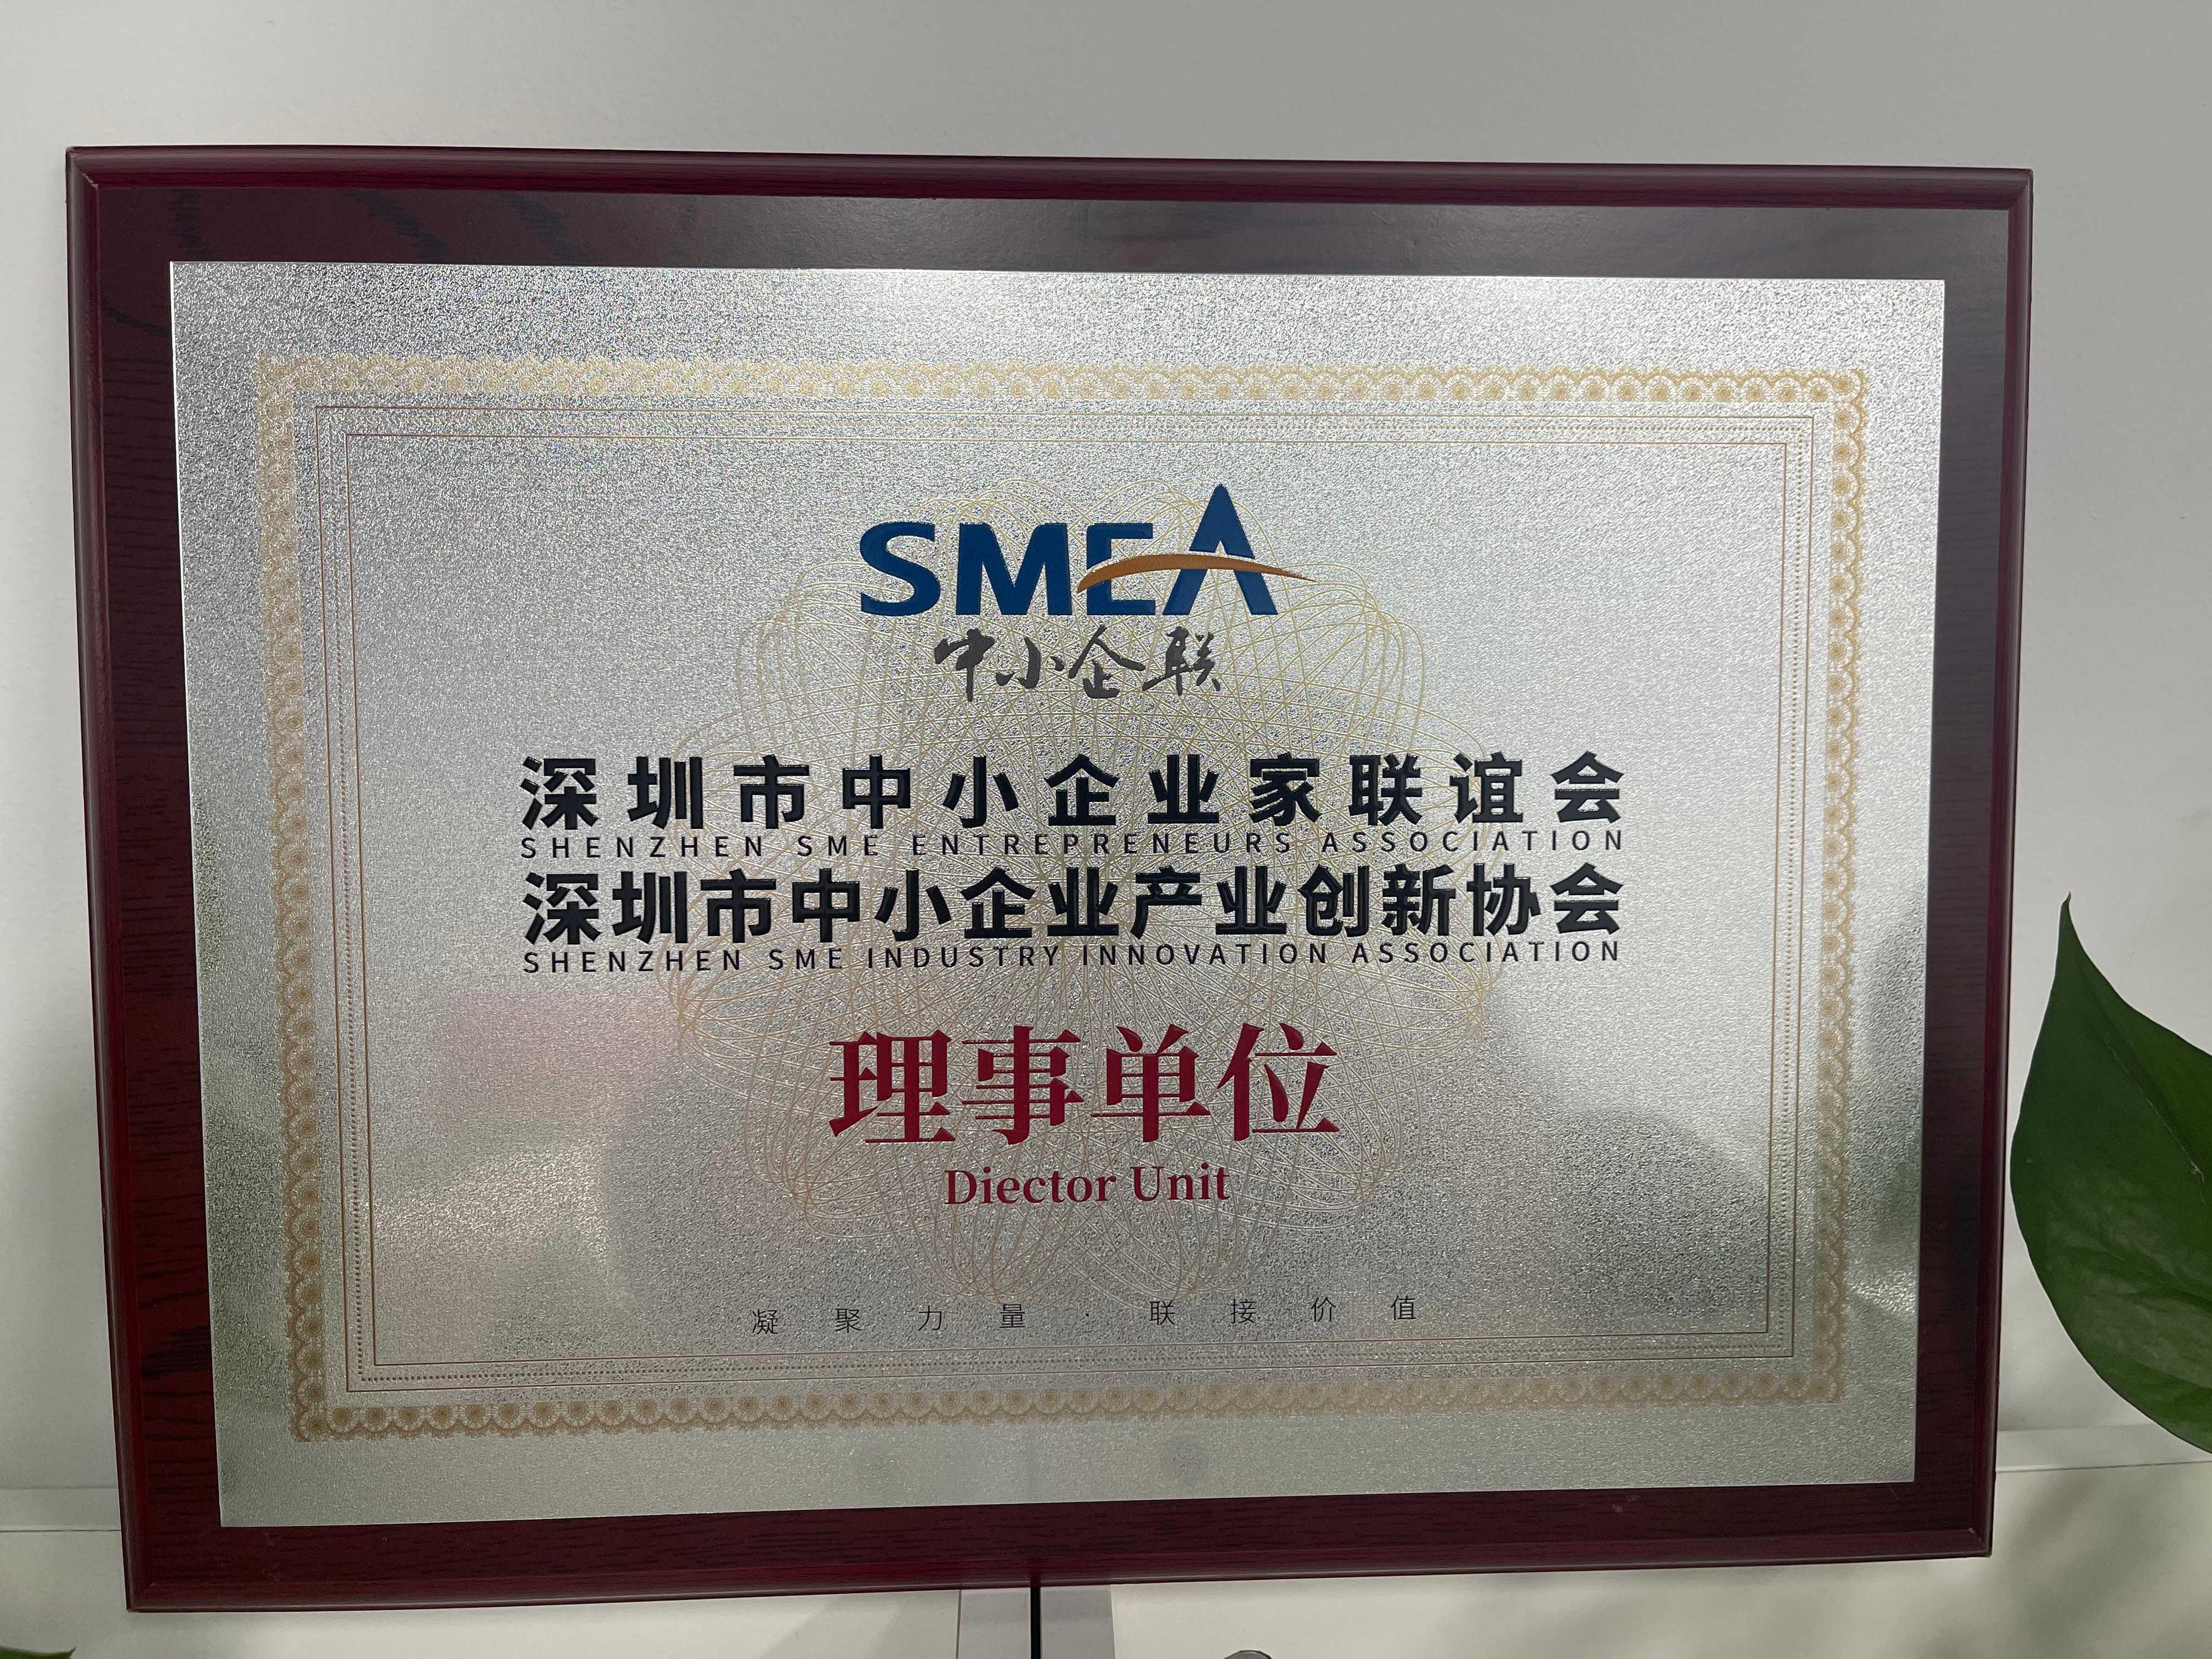 SMEA
中小企联
深圳市中小企业家联谊会
SHENZHEN SME ENTREPRENEURS ASSOCIATION
深圳市中小企业产业创新协会
SHENZHEN SME INDUSTRY INNOVATION ASSOCIATION
理事单位
Diector Unit
凝聚力量·联接价值